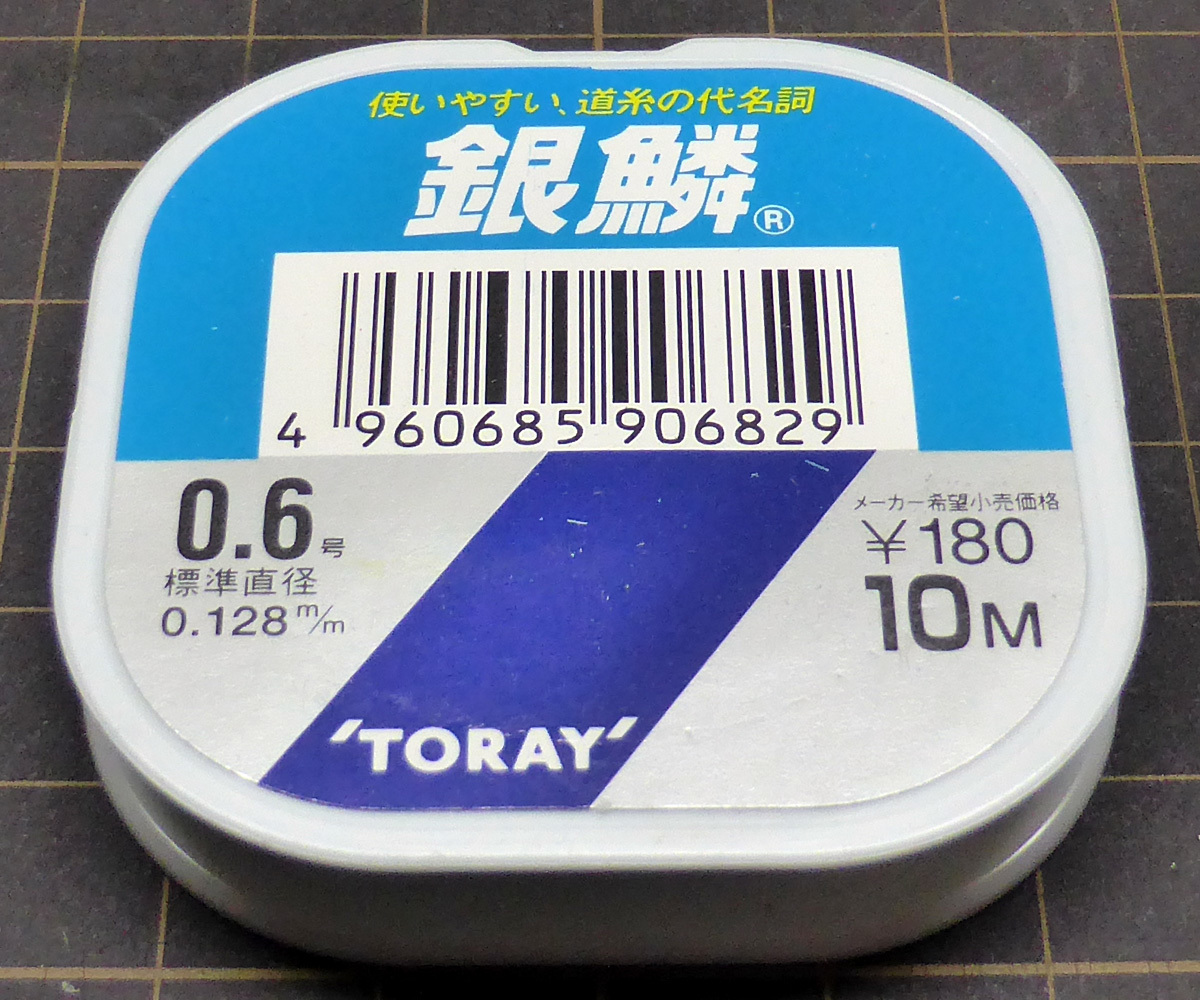 使いやすい、道糸の代名詞
銀鱗®
4 960685 906829
0.6号
標準直径
0.128 m/m
メーカー希望小売価格
¥180
10M
'TORAY'